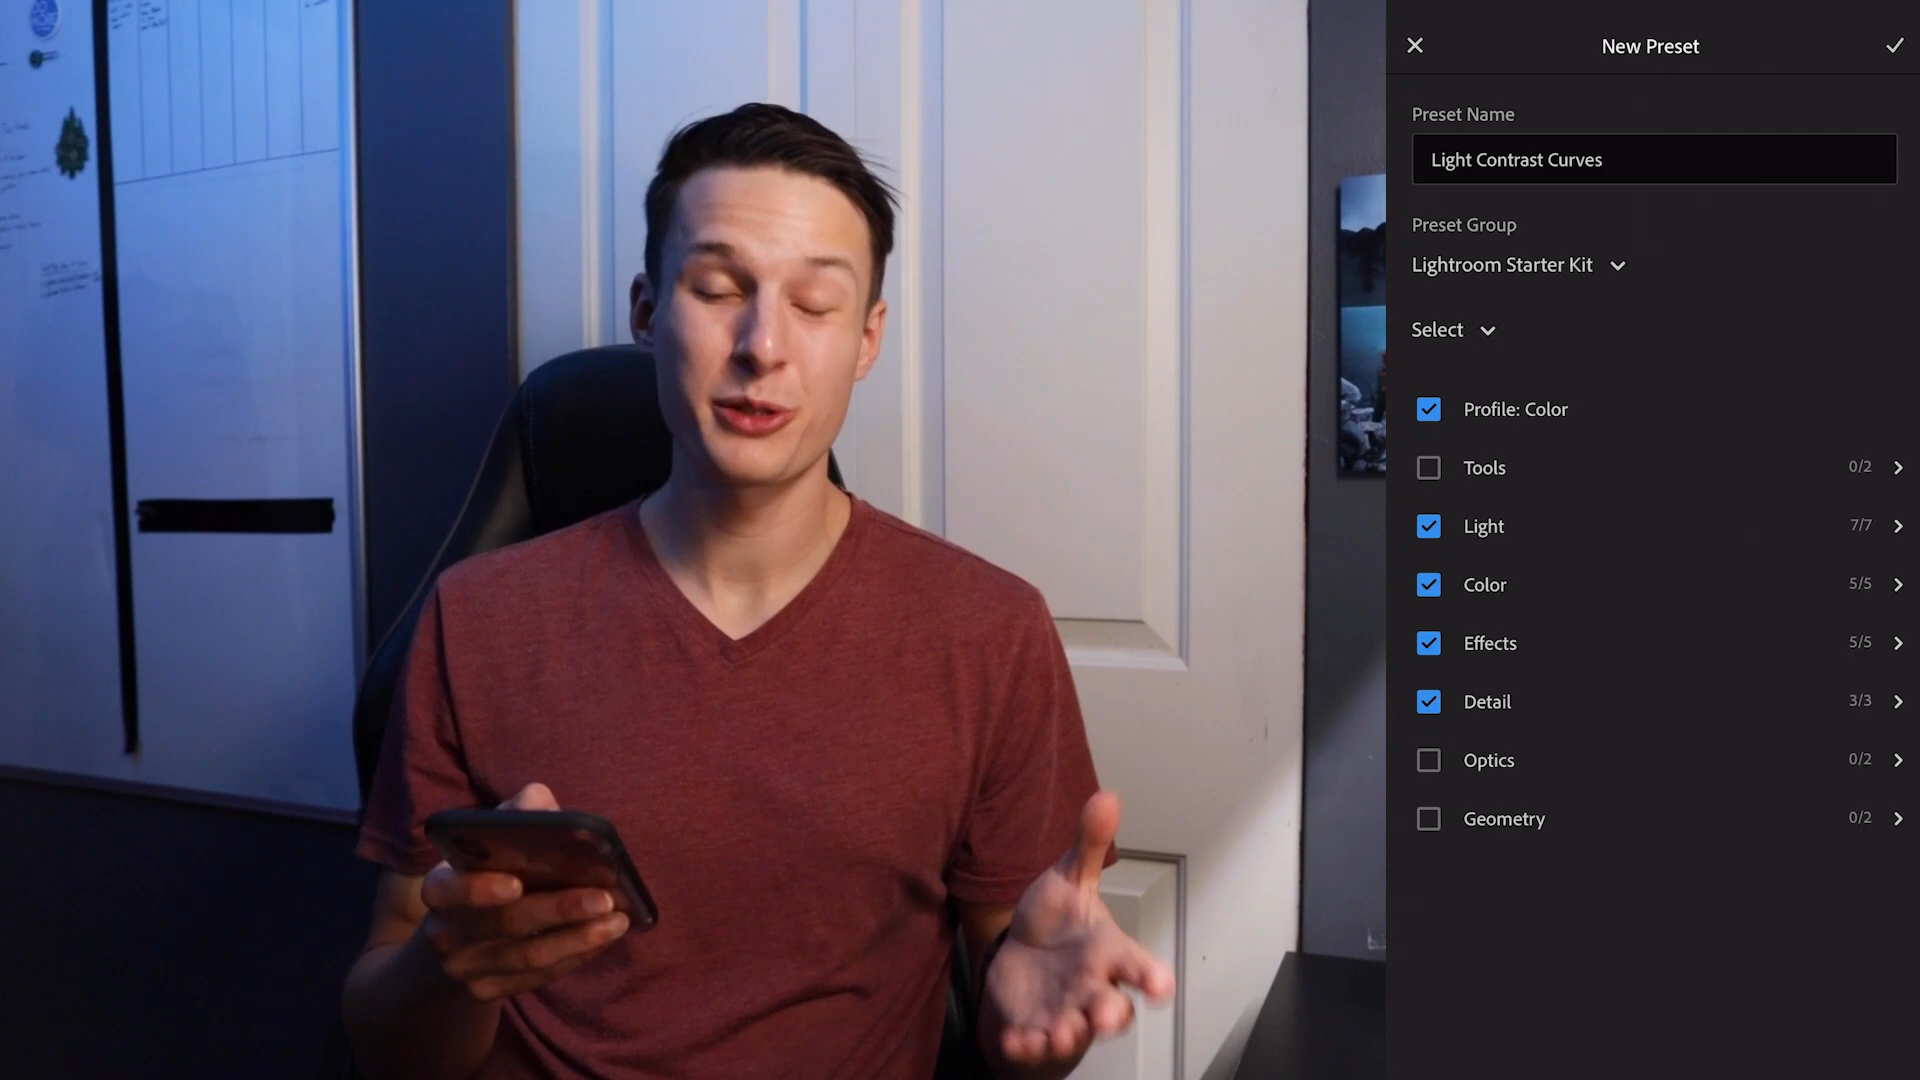 New Preset
Preset Name
Light Contrast Curves
Preset Group
Lightroom Starter Kit
Select
Profile: Color
Tools 0/2
Light 7/7
Color 5/5
Effects 5/5
Detail 3/3
Optics 0/2
Geometry 0/2